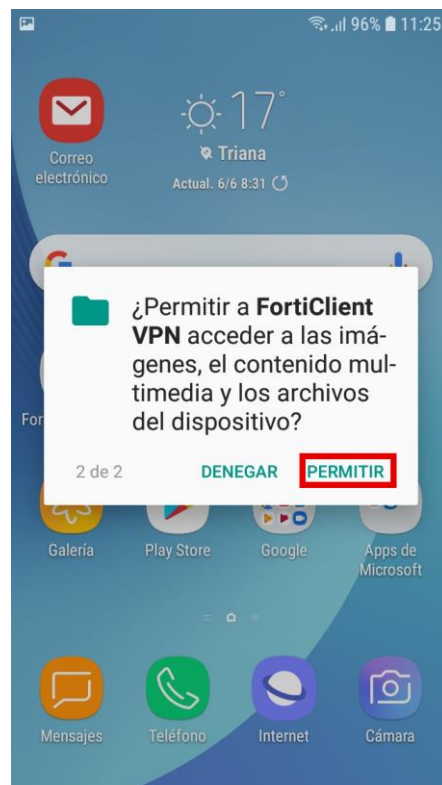 96% 11:25
17°
Triana
Actual. 6/6 8:31
Correo
electrónico
¿Permitir a FortiClient
VPN acceder a las imá-
genes, el contenido mul-
timedia y los archivos
del dispositivo?
For
2 de 2 DENEGAR PERMITIR
Galería Play Store Google Apps de
Microsoft
Mensajes Teléfono Internet Cámara